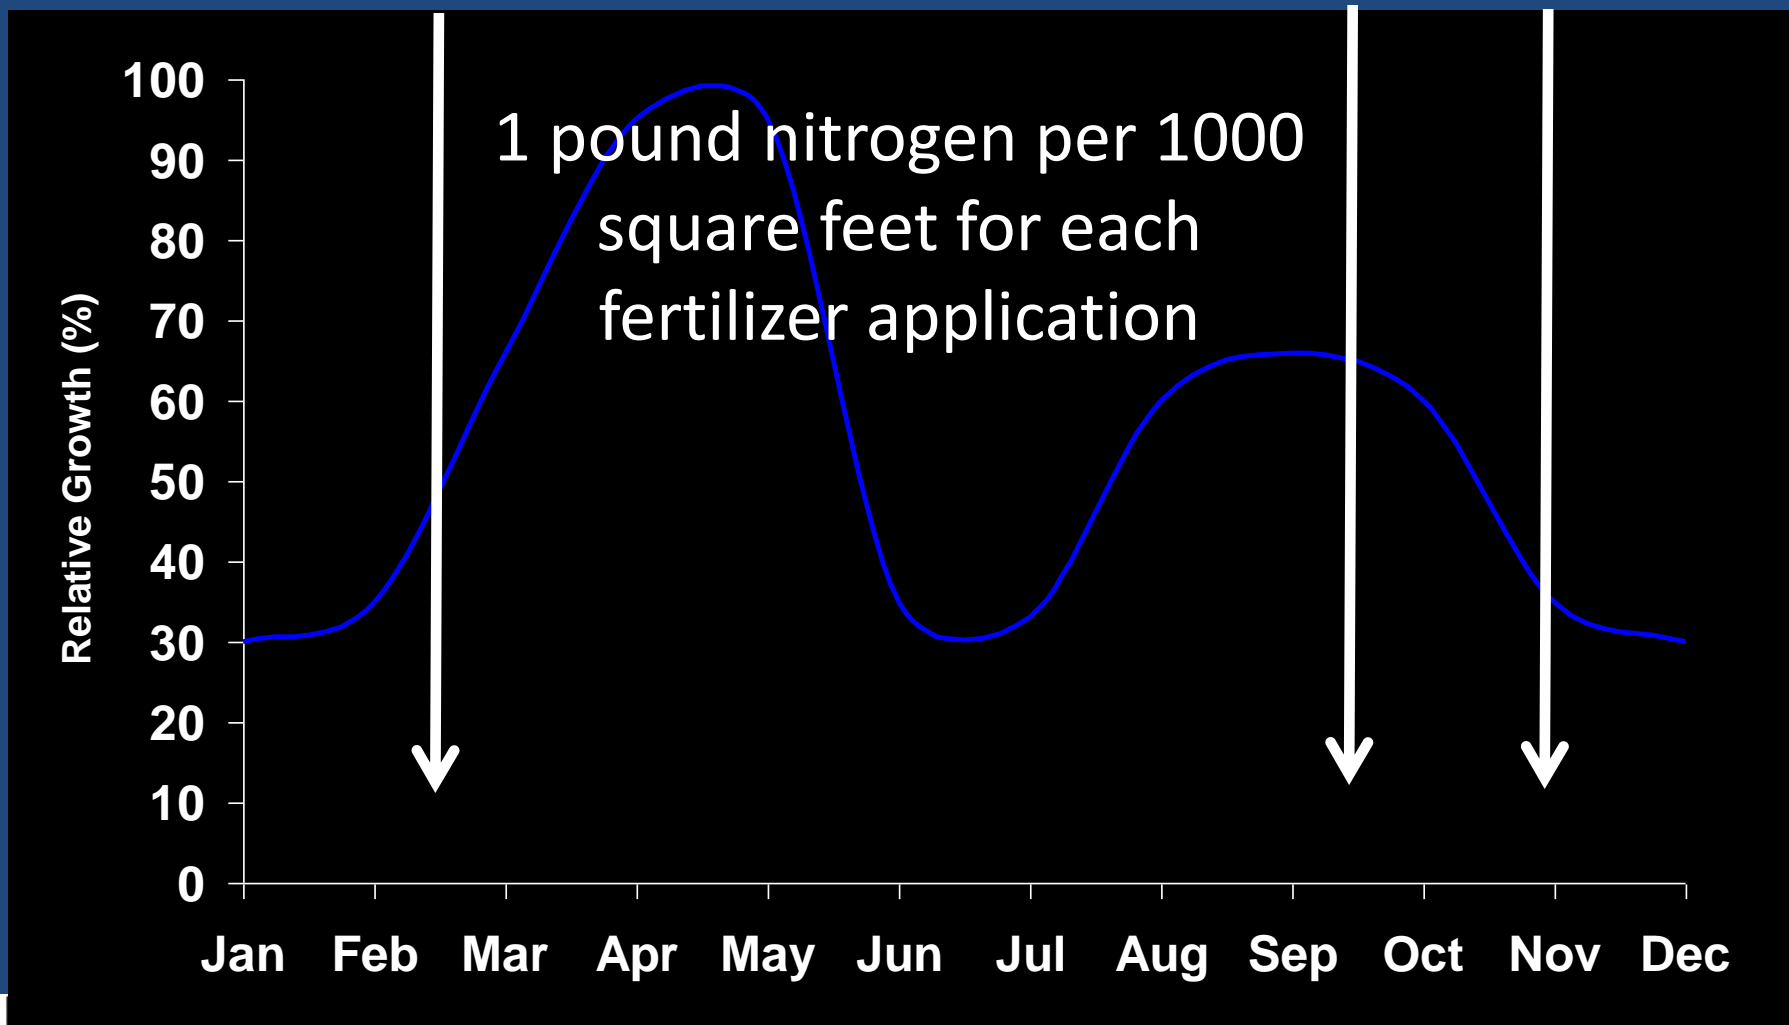 1 pound nitrogen per 1000
square feet for each
fertilizer application
Relative Growth (%)
100
90
80
70
60
50
40
30
20
10
0
Jan Feb Mar Apr May Jun Jul Aug Sep Oct Nov Dec